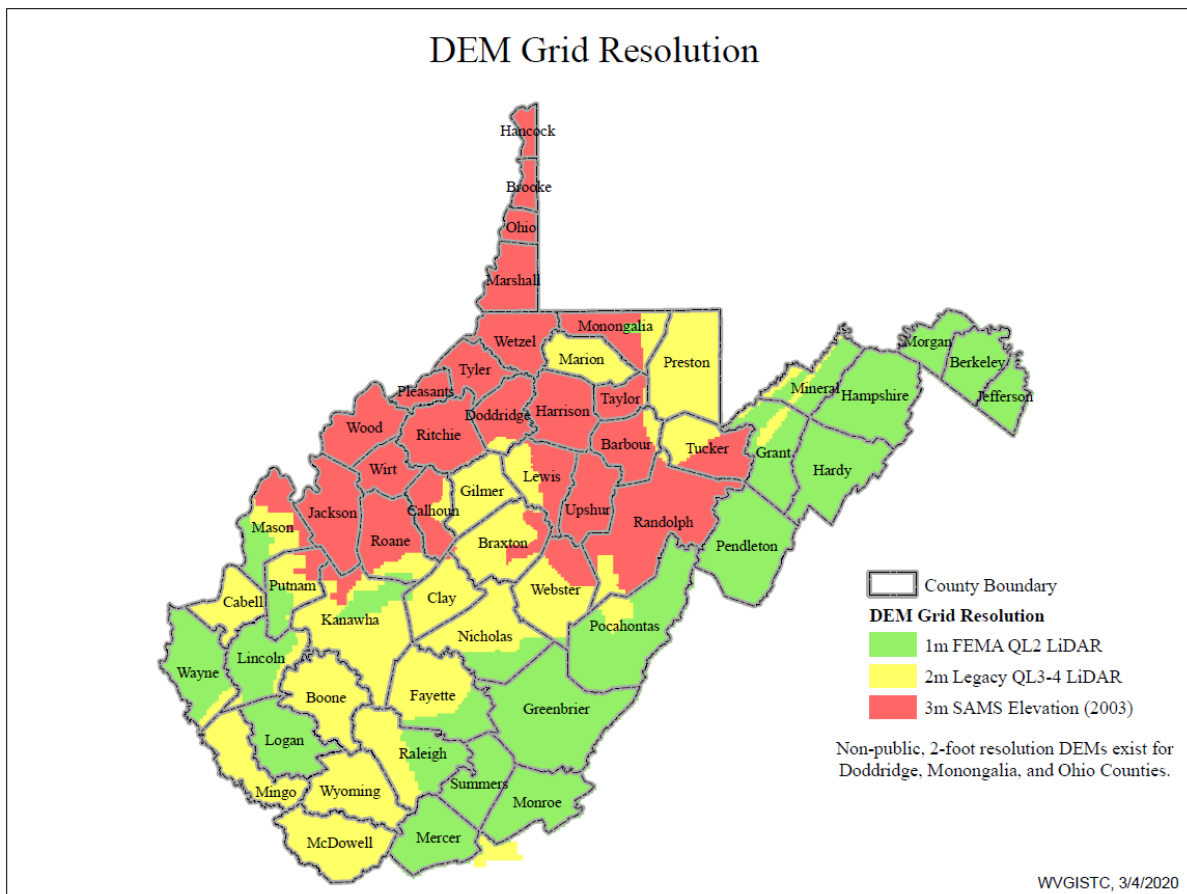 DEM Grid Resolution
Hancock
Brooke
Ohio
Marshall
Wetzel
Monongalia
Marion
Preston
Morgan
Berkeley
Jefferson
Mineral
Hampshire
Tyler
Pleasants
Doddridge
Harrison
Taylor
Wood
Ritchie
Barbour
Tucker
Grant
Hardy
Wirt
Lewis
Gilmer
Calhoun
Upshur
Randolph
Jackson
Mason
Roane
Braxton
Pendleton
Putnam
Webster
Cabell
Clay
Kanawha
Nicholas
Pocahontas
Wayne
Lincoln
Boone
Fayette
Greenbrier
Logan
Raleigh
Summers
Mingo
Wyoming
Monroe
McDowell
Mercer
County Boundary
DEM Grid Resolution
1m FEMA QL2 LiDAR
2m Legacy QL3-4 LiDAR
3m SAMS Elevation (2003)
Non-public, 2-foot resolution DEMs exist for
Doddridge, Monongalia, and Ohio Counties.
WVGISTC, 3/4/2020